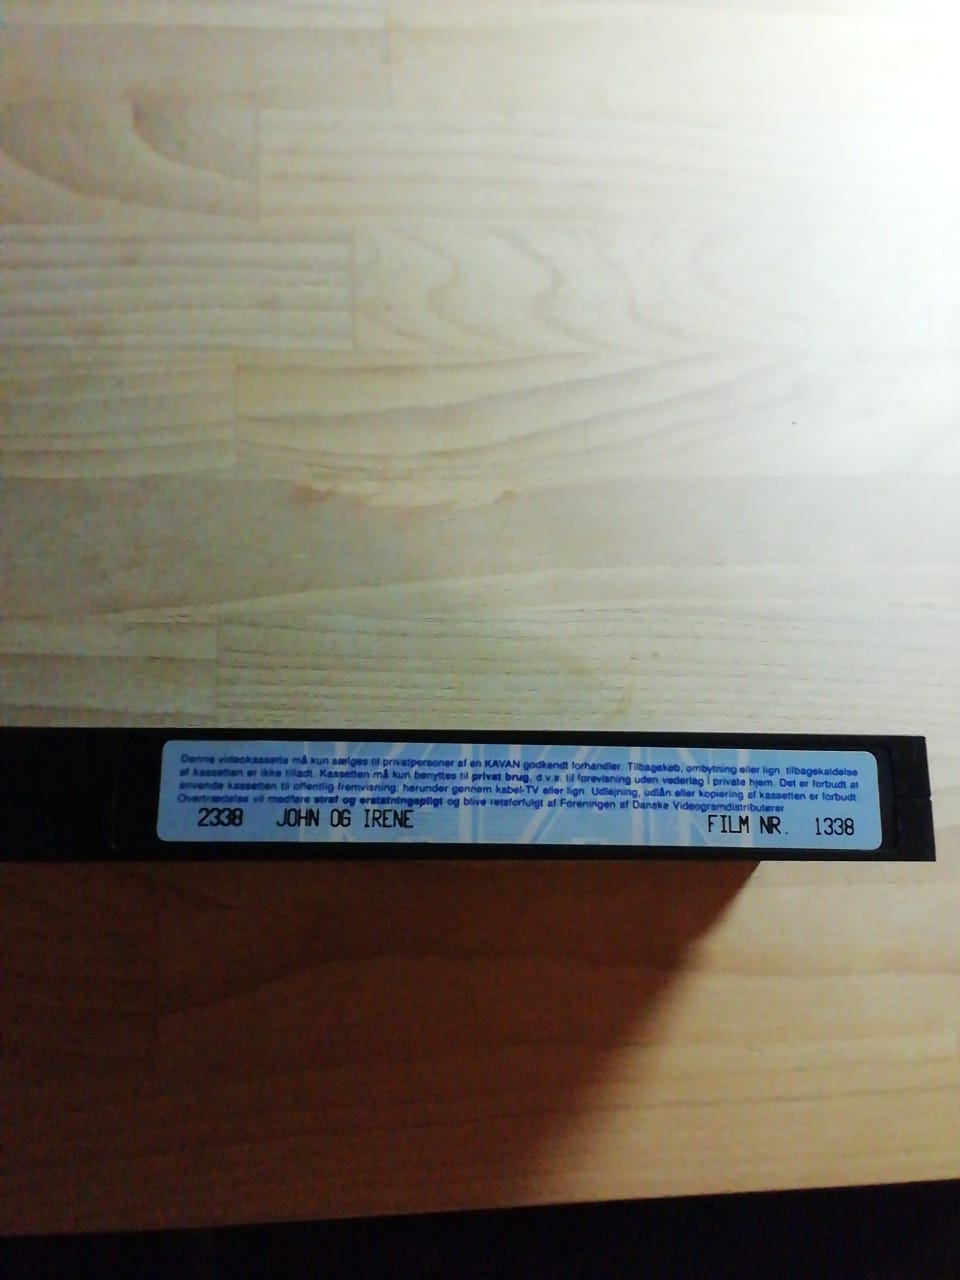 Denne videokassette må kun sælges til privatpersoner af en KAVAN godkendt forhandler. Tilbagekøb, ombytning eller lign. tilbagekaldelse
af kassetten er ikke tilladt. Kassetten må kun benyttes til privat brug, d.v.s. til forevisning uden vederlag i private hjem. Det er forbudt at
anvende kassetten til offentlig fremvisning, herunder gennem kabel-TV eller lign. Udlejning, udlån eller kopiering af kassetten er forbudt.
Overtrædelse vil medføre straf og erstatningspligt og blive retsforfulgt af Foreningen af Danske Videogramdistributører
2338 JOHN OG IRENE FILM NR. 1338